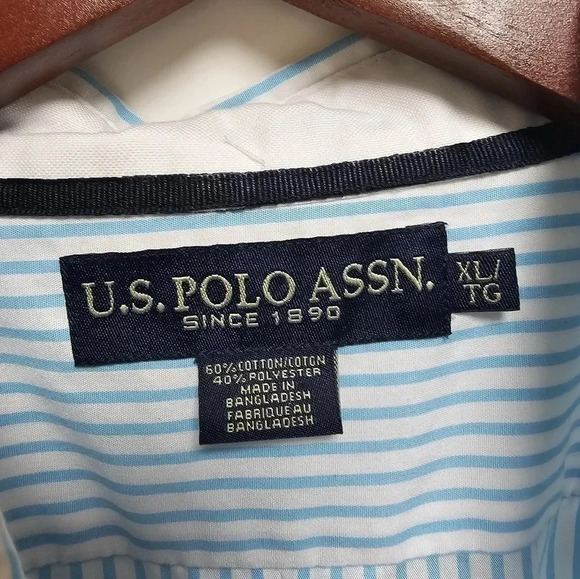 U.S. POLO ASSN.
SINCE 1890
XL/
TG
60% COTTON/COTON
40% POLYESTER
MADE IN
BANGLADESH
FABRIQUE AU
BANGLADESH